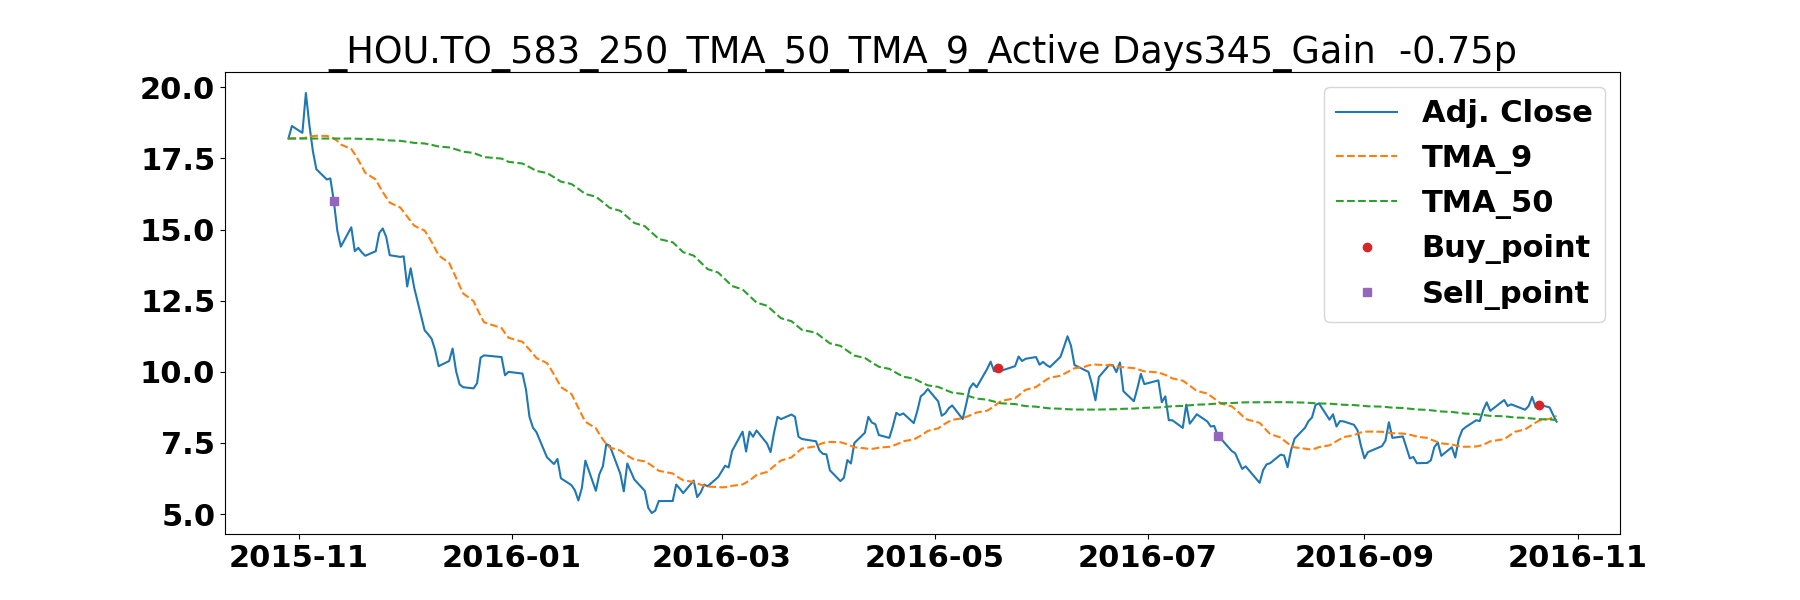 _HOU.TO_583_250_TMA_50_TMA_9_Active Days345_Gain  -0.75p
20.0
17.5
15.0
12.5
10.0
7.5
5.0
Adj. Close
TMA_9
TMA_50
Buy_point
Sell_point
2015-11 2016-01 2016-03 2016-05 2016-07 2016-09 2016-11